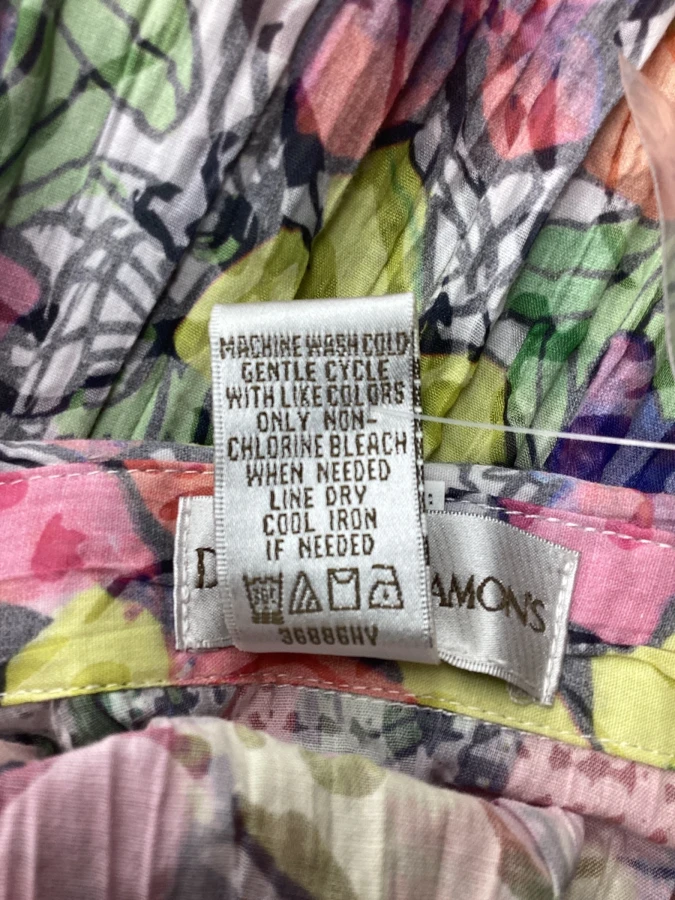 MACHINE WASH COLD
GENTLE CYCLE
WITH LIKE COLORS
ONLY NON-
CHLORINE BLEACH
WHEN NEEDED
LINE DRY
COOL IRON
IF NEEDED
36886HV
D AMON'S